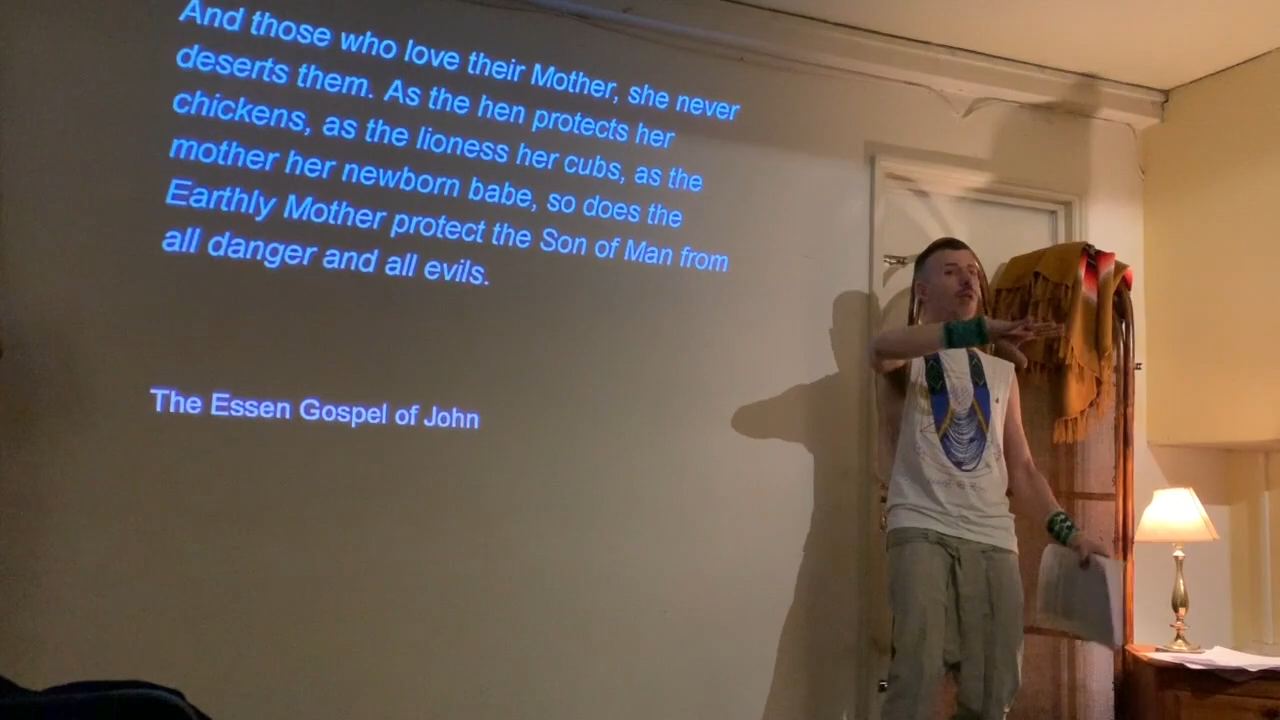 And those who love their Mother, she never
deserts them. As the hen protects her
chickens, as the lioness her cubs, as the
mother her newborn babe, so does the
Earthly Mother protect the Son of Man from
all danger and all evils.
The Essen Gospel of John